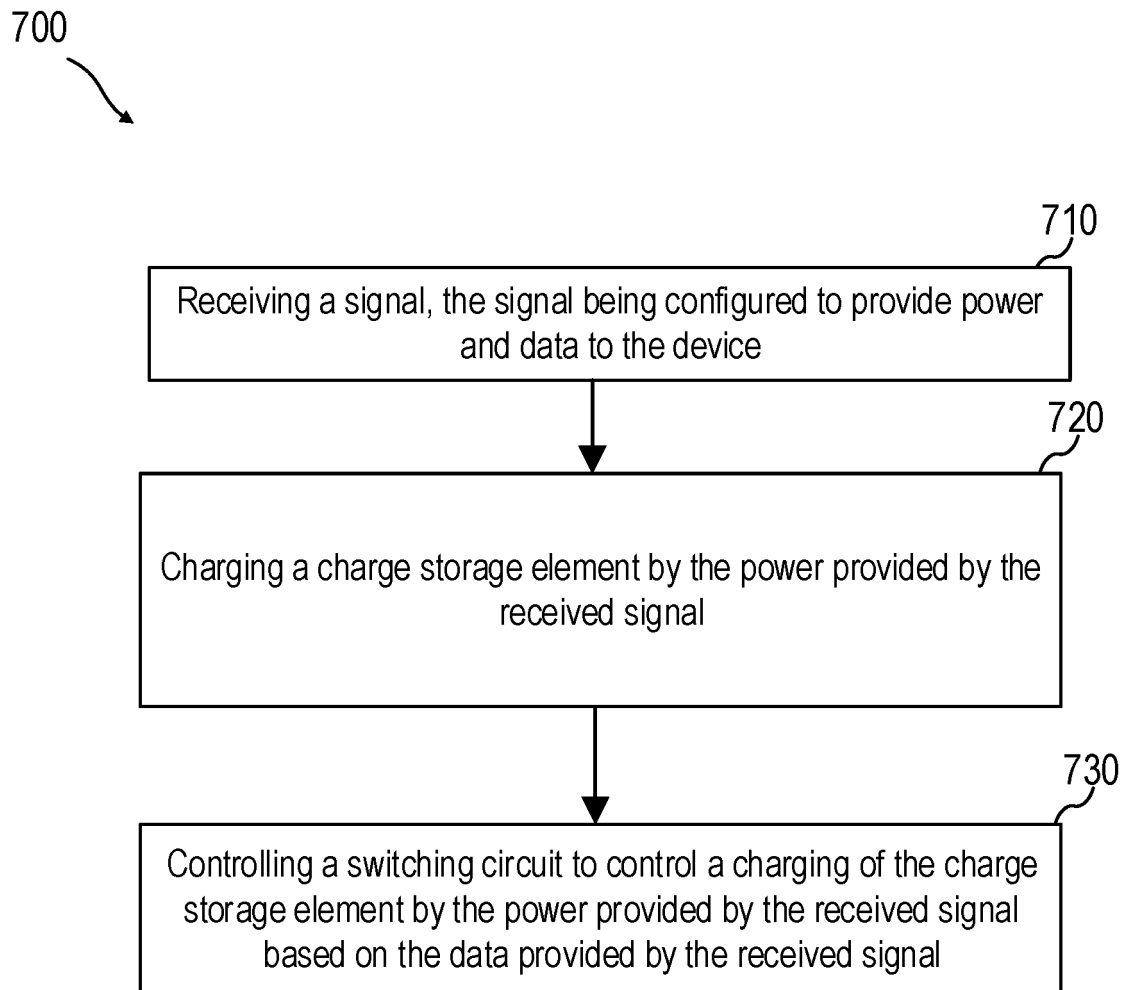 700
710
Receiving a signal, the signal being configured to provide power
and data to the device
720
Charging a charge storage element by the power provided by the
received signal
730
Controlling a switching circuit to control a charging of the charge
storage element by the power provided by the received signal
based on the data provided by the received signal